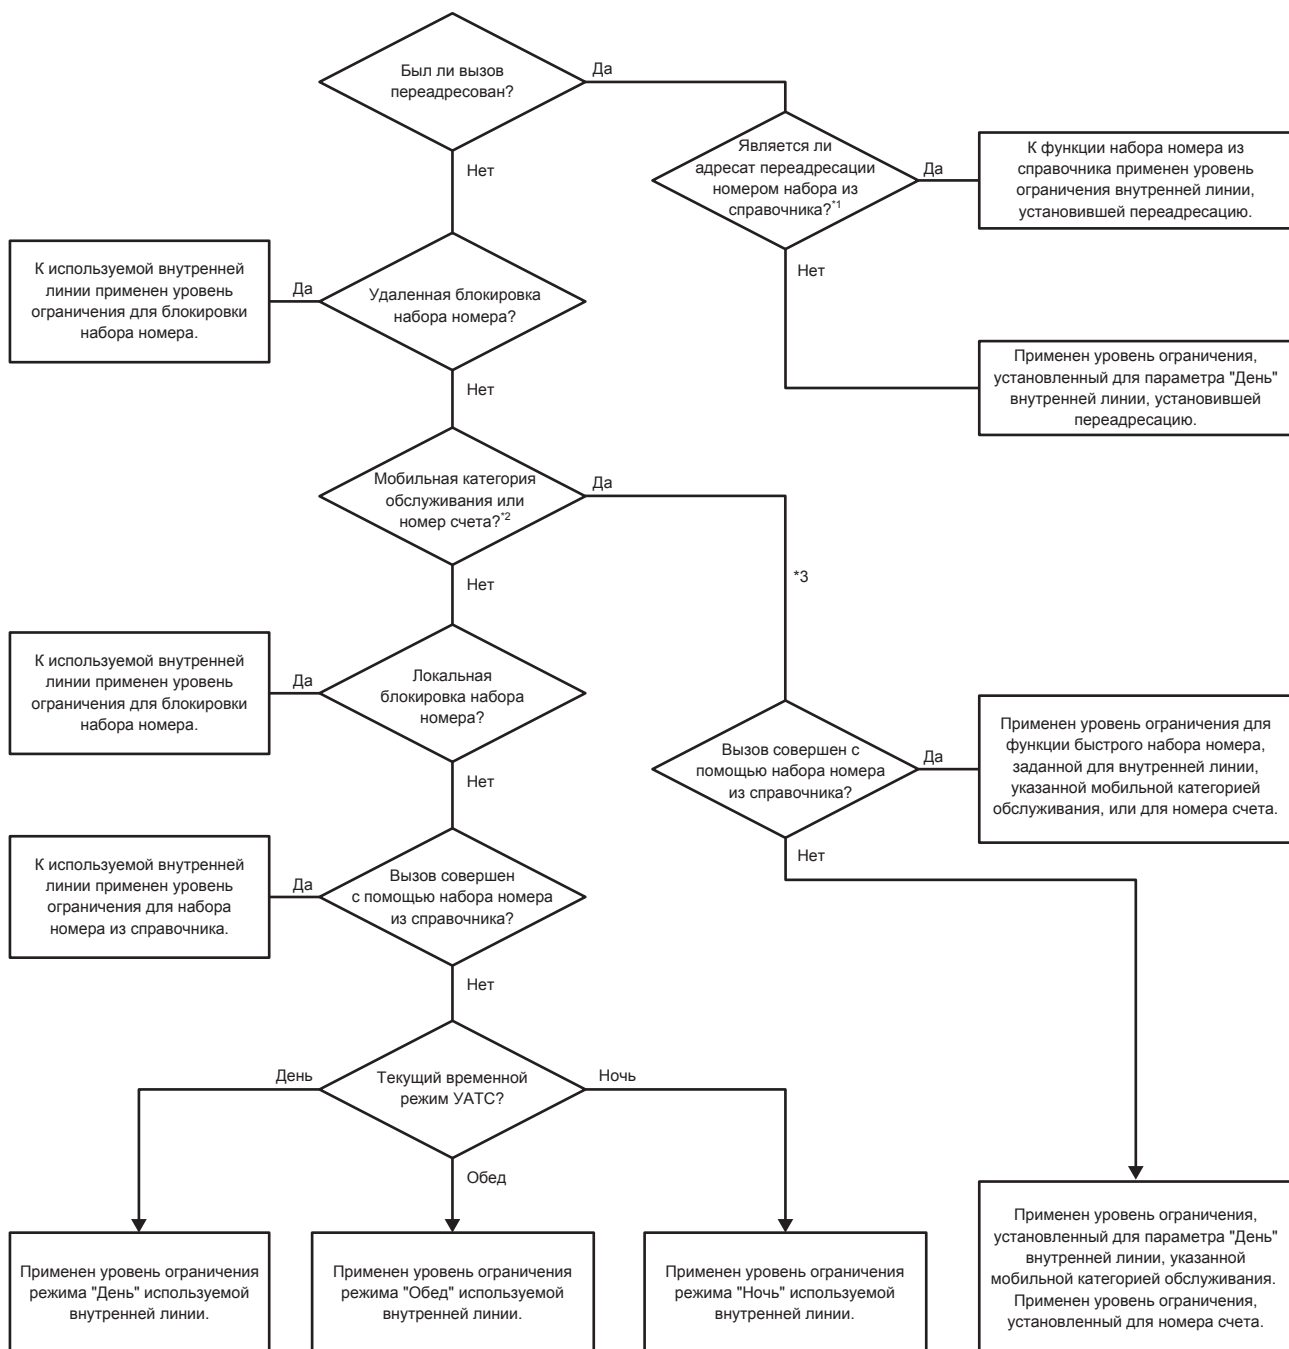 Был ли вызов
переадресован?
Да
Нет
Является ли
адресат переадресации
номером набора из
справочника?*1
Да
К функции набора номера из
справочника применен уровень
ограничения внутренней линии,
установившей переадресацию.
Нет
Применен уровень ограничения,
установленный для параметра "День"
внутренней линии, установившей
переадресацию.
К используемой внутренней
линии применен уровень
ограничения для блокировки
набора номера.
Да
Удаленная блокировка
набора номера?
Нет
Мобильная категория
обслуживания или
номер счета?*2
Да
*3
Нет
К используемой внутренней
линии применен уровень
ограничения для блокировки
набора номера.
Да
Локальная
блокировка набора
номера?
Нет
Вызов совершен с
помощью набора номера
из справочника?
Да
Применен уровень ограничения для
функции быстрого набора номера,
заданной для внутренней линии,
указанной мобильной категорией
обслуживания, или для номера счета.
Нет
К используемой внутренней
линии применен уровень
ограничения для набора
номера из справочника.
Да
Вызов совершен
с помощью набора номера
из справочника?
Нет
День
Текущий временной
режим УАТС?
Ночь
Обед
Применен уровень ограничения
режима "День" используемой
внутренней линии.
Применен уровень ограничения
режима "Обед" используемой
внутренней линии.
Применен уровень ограничения
режима "Ночь" используемой
внутренней линии.
Применен уровень ограничения,
установленный для параметра "День"
внутренней линии, указанной
мобильной категорией обслуживания.
Применен уровень ограничения,
установленный для номера счета.